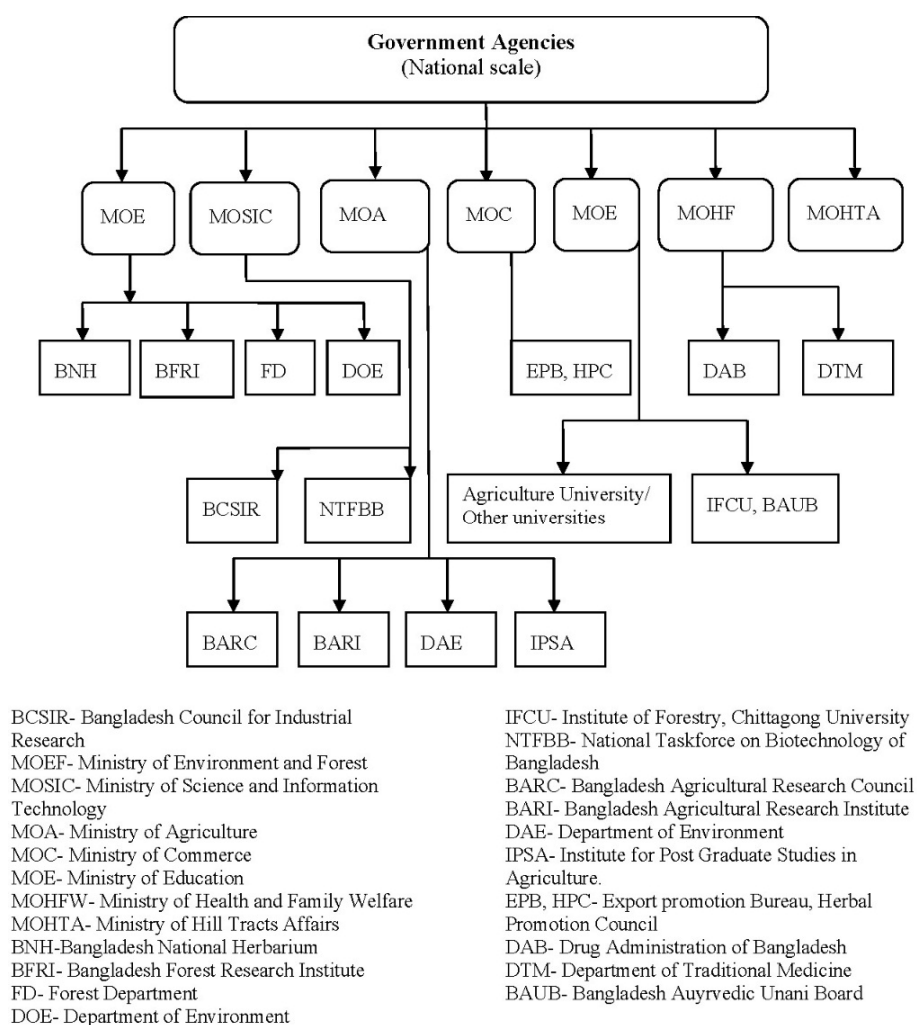 Government Agencies
(National scale)
MOE
MOSIC
MOA
MOC
MOE
MOHF
MOHTA
BNH
BFRI
FD
DOE
EPB, HPC
DAB
DTM
BCSIR
NTFBB
Agriculture University/
Other universities
IFCU, BAUB
BARC
BARI
DAE
IPSA
BCSIR- Bangladesh Council for Industrial
Research
MOEF- Ministry of Environment and Forest
MOSIC- Ministry of Science and Information
Technology
MOA- Ministry of Agriculture
MOC- Ministry of Commerce
MOE- Ministry of Education
MOHFW- Ministry of Health and Family Welfare
MOHTA- Ministry of Hill Tracts Affairs
BNH-Bangladesh National Herbarium
BFRI- Bangladesh Forest Research Institute
FD- Forest Department
DOE- Department of Environment
IFCU- Institute of Forestry, Chittagong University
NTFBB- National Taskforce on Biotechnology of
Bangladesh
BARC- Bangladesh Agricultural Research Council
BARI- Bangladesh Agricultural Research Institute
DAE- Department of Environment
IPSA- Institute for Post Graduate Studies in
Agriculture.
EPB, HPC- Export promotion Bureau, Herbal
Promotion Council
DAB- Drug Administration of Bangladesh
DTM- Department of Traditional Medicine
BAUB- Bangladesh Auyrvedic Unani Board